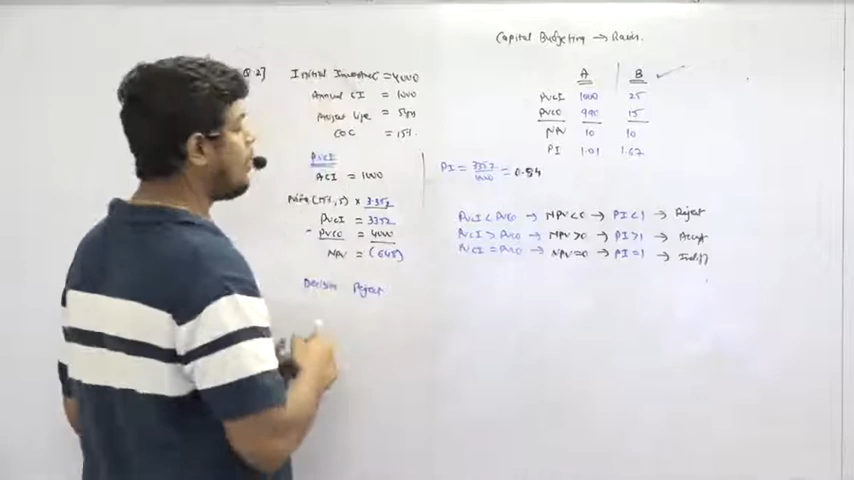 Capital Budgeting → Basics.
Q.2]
Initial Investment = 4000
Annual CI = 1000
Project life = 5 yrs
COC = 15%.
PVCI
ACI = 1000
PVIFA (15%, 5) × 3.352
PVCI = 3352
- PVCO = 4000
NPV = (648)
Decision Reject
A B
PVCI 1000 25
PVCO 990 15
NPV 10 10
PI 1.01 1.67
PI = 3352 / 4000 = 0.84
PVCI < PVCO → NPV<0 → PI<1 → Reject
PVCI > PVCO → NPV>0 → PI>1 → Accept
PVCI = PVCO → NPV=0 → PI=1 →